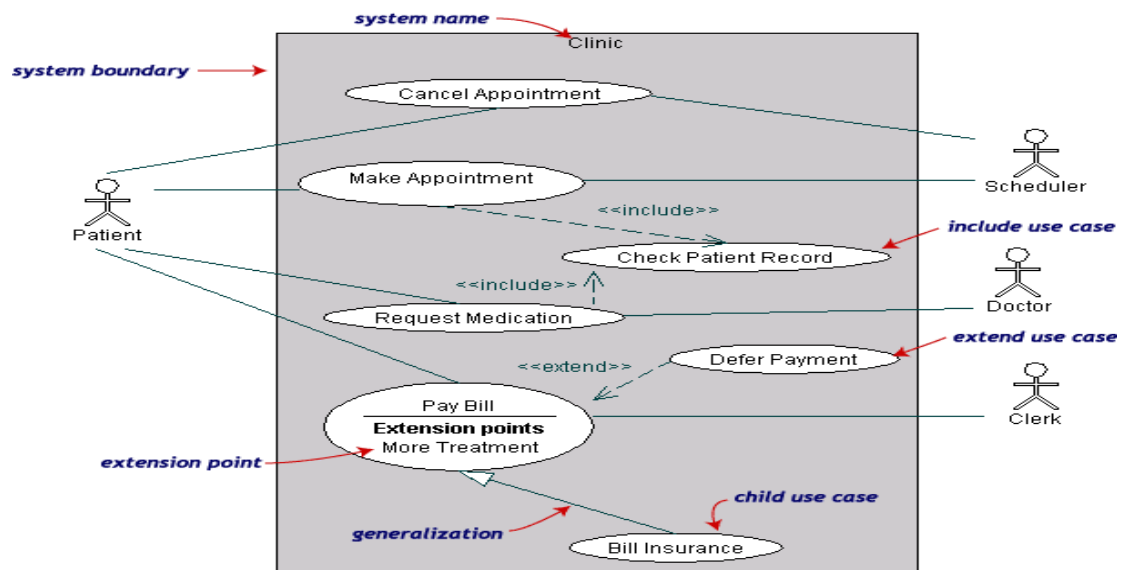 system name
Clinic
system boundary
Cancel Appointment
Make Appointment
Scheduler
<<include>>
Patient
include use case
Check Patient Record
<<include>>
Doctor
Request Medication
extend use case
Defer Payment
<<extend>>
Pay Bill
Extension points
More Treatment
Clerk
extension point
child use case
generalization
Bill Insurance